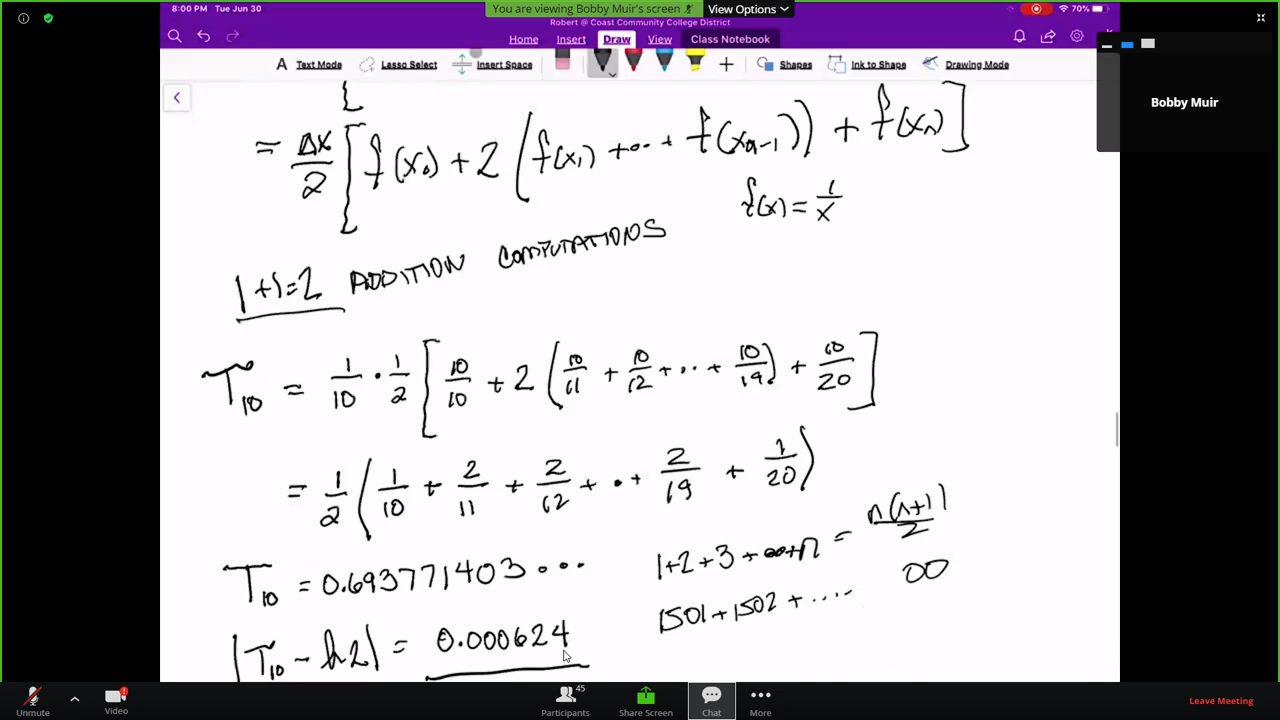 8:00 PM Tue Jun 30
You are viewing Bobby Muir's screen
View Options
70%
Robert @ Coast Community College District
Home Insert Draw View Class Notebook
Text Mode Lasso Select Insert Space Shapes Ink to Shape Drawing Mode
Bobby Muir
= Δx/2 [f(x₀) + 2(f(x₁) + ⋯ + f(xₙ₋₁)) + f(xₙ)]
f(x) = 1/x
1+1=2 ADDITION COMPUTATIONS
T₁₀ = 1/10 · 1/2 [10/10 + 2(10/11 + 10/12 + ⋯ + 10/19) + 10/20]
= 1/2 (1/10 + 2/11 + 2/12 + ⋯ + 2/19 + 1/20)
1+2+3+⋯+n = n(n+1)/2
T₁₀ = 0.693771403...
∞
1501+1502+....
|T₁₀ - ln 2| = 0.000624
Unmute Video
45
Participants Share Screen Chat More
Leave Meeting